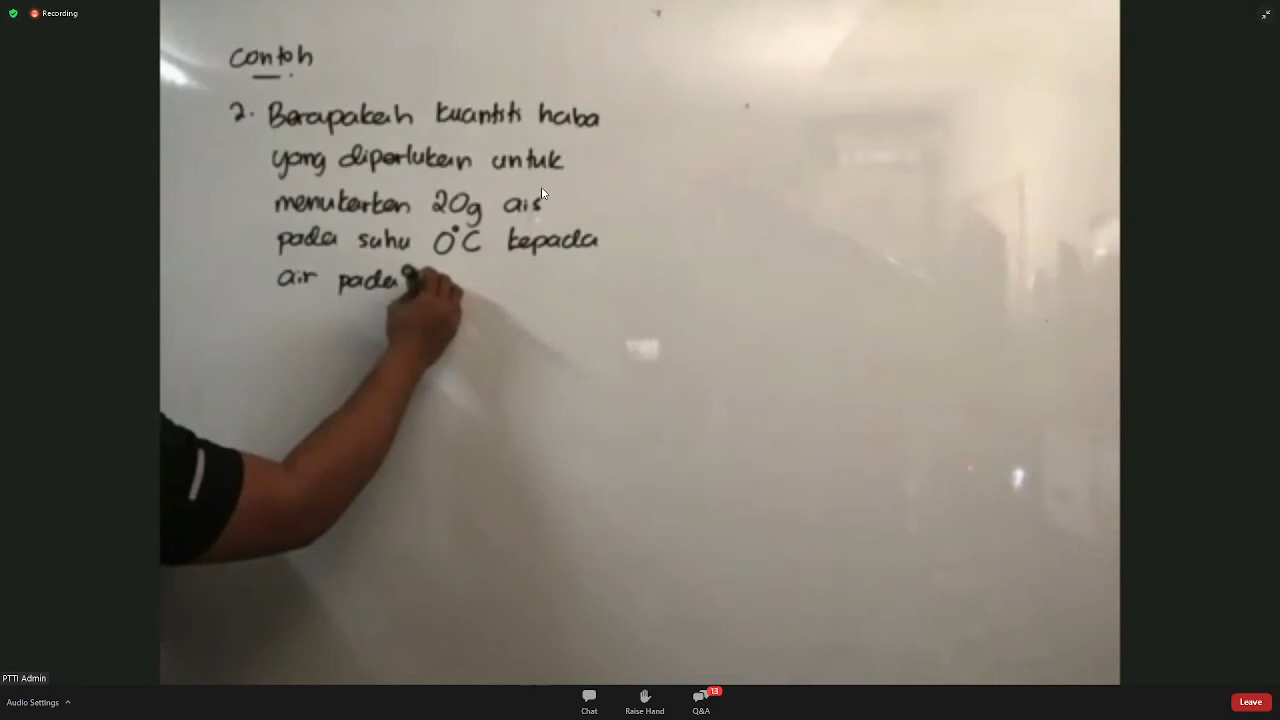 Recording
Contoh
2. Berapakah kuantiti haba
yang diperlukan untuk
menukarkan 20g ais
pada suhu 0°C kepada
air pada
PTTI Admin
Audio Settings
Chat
Raise Hand
13
Q&A
Leave